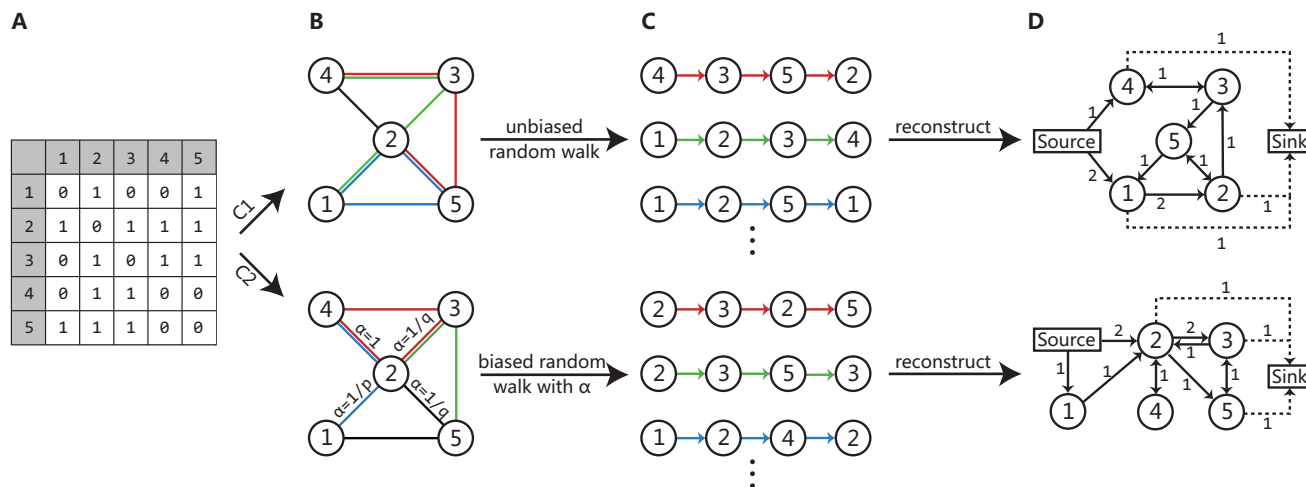 A
B
C
D
1 2 3 4 5
1 0 1 0 0 1
2 1 0 1 1 1
3 0 1 0 1 1
4 0 1 1 0 0
5 1 1 1 0 0
C1
C2
4 3
2
1 5
unbiased
random walk
4 3 5 2
1 2 3 4
1 2 5 1
reconstruct
1
4 1 3
1 1
Source 5 Sink
1 1 1
2
1 2 2 1
1
4 3
α=1 α=1/q
2
α=1/p α=1/q
1 5
biased random
walk with α
2 3 2 5
2 3 5 3
1 2 4 2
reconstruct
1
Source 2 2 2 3 1
1
Sink
1 1 1 1 1
1 4 5 1